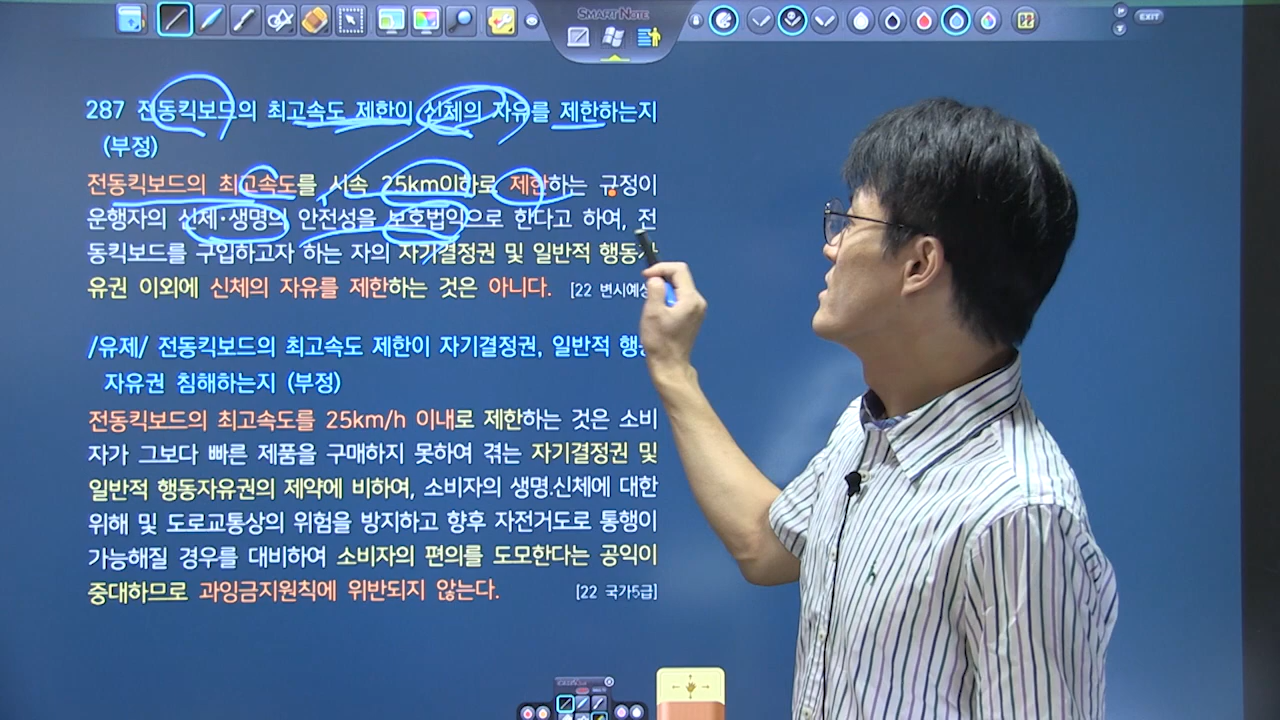 SMART NOTE
EXIT
287 전동킥보드의 최고속도 제한이 신체의 자유를 제한하는지
(부정)
전동킥보드의 최고속도를 시속 25km이하로 제한하는 규정이
운행자의 신체·생명의 안전성을 보호법익으로 한다고 하여, 전
동킥보드를 구입하고자 하는 자의 자기결정권 및 일반적 행동
유권 이외에 신체의 자유를 제한하는 것은 아니다. [22 변시예상
/유제/ 전동킥보드의 최고속도 제한이 자기결정권, 일반적 행동
자유권 침해하는지 (부정)
전동킥보드의 최고속도를 25km/h 이내로 제한하는 것은 소비
자가 그보다 빠른 제품을 구매하지 못하여 겪는 자기결정권 및
일반적 행동자유권의 제약에 비하여, 소비자의 생명.신체에 대한
위해 및 도로교통상의 위험을 방지하고 향후 자전거도로 통행이
가능해질 경우를 대비하여 소비자의 편의를 도모한다는 공익이
중대하므로 과잉금지원칙에 위반되지 않는다. [22 국가5급]